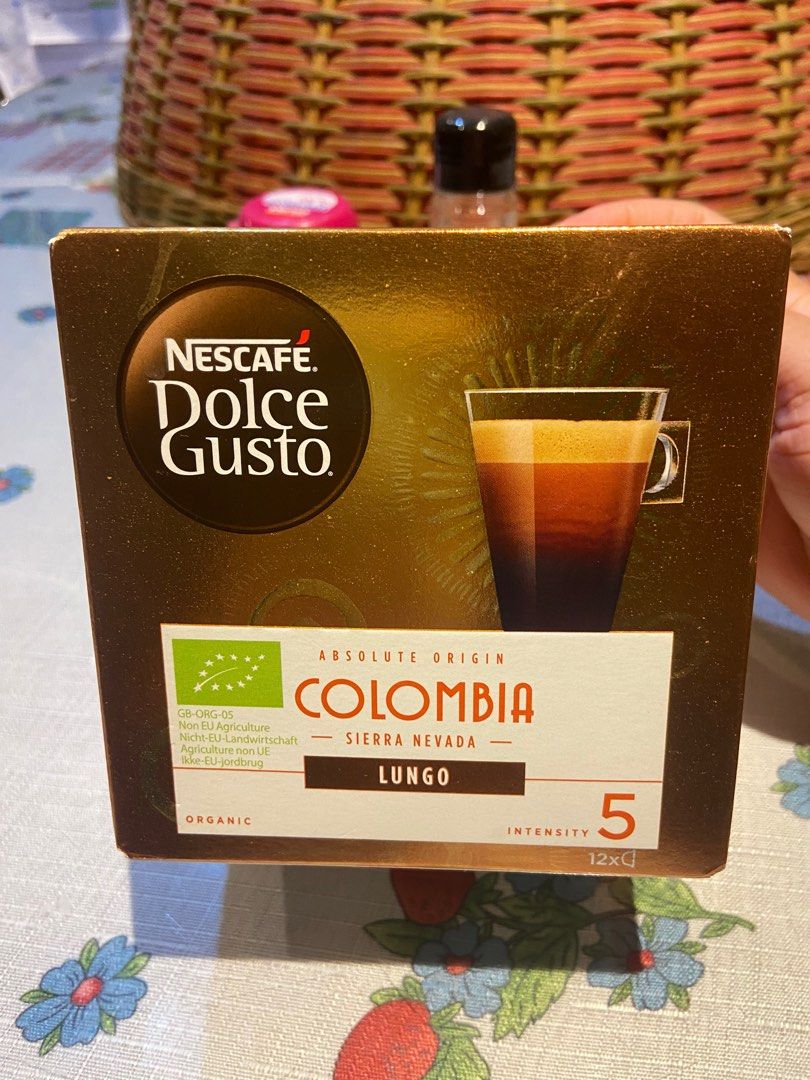 NESCAFÉ®
Dolce
Gusto®
ABSOLUTE ORIGIN
COLOMBIA
SIERRA NEVADA
LUNGO
GB-ORG-05
Non EU Agriculture
Nicht-EU-Landwirtschaft
Agriculture non UE
Ikke-EU-jordbrug
ORGANIC
INTENSITY 5
12x